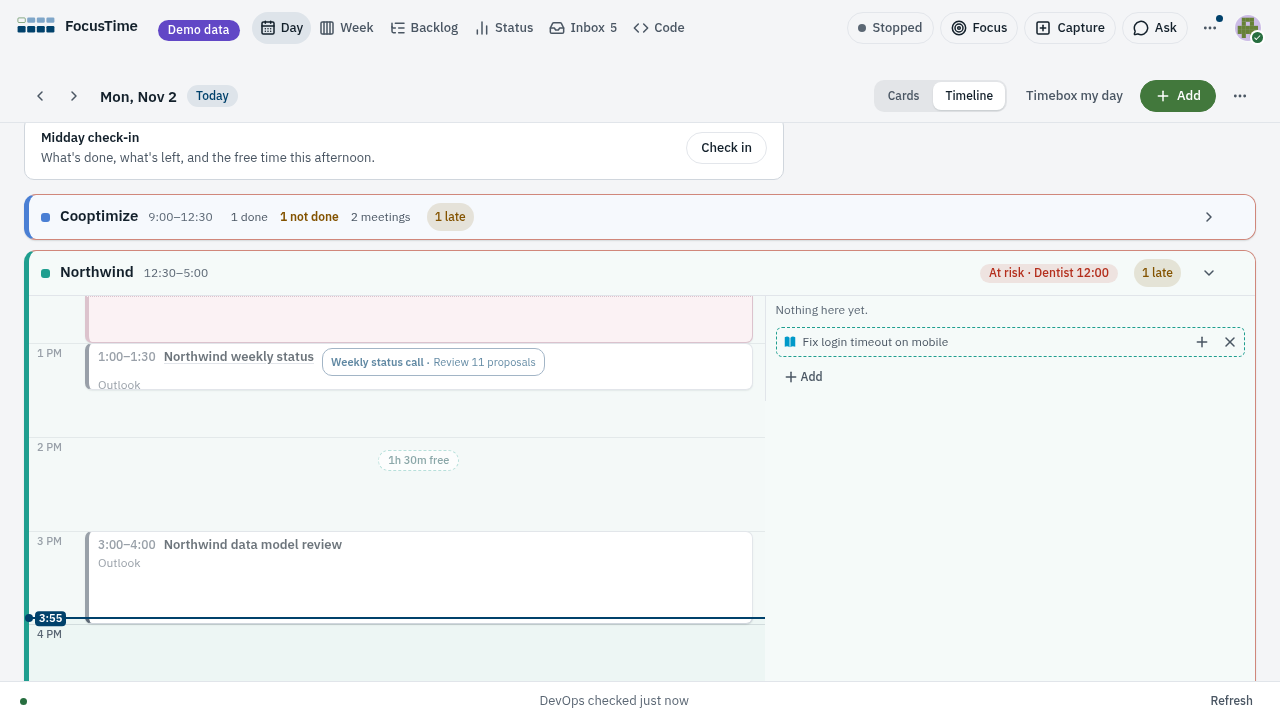 FocusTime
Demo data
Day
Week
Backlog
Status
Inbox 5
Code
Stopped
Focus
Capture
Ask
Mon, Nov 2
Today
Cards
Timeline
Timebox my day
Add
Midday check-in
What's done, what's left, and the free time this afternoon.
Check in
Cooptimize 9:00–12:30 1 done 1 not done 2 meetings 1 late
Northwind 12:30–5:00 At risk · Dentist 12:00 1 late
Nothing here yet.
Fix login timeout on mobile
Add
1 PM
1:00–1:30 Northwind weekly status Weekly status call · Review 11 proposals
Outlook
2 PM
1h 30m free
3 PM
3:00–4:00 Northwind data model review
Outlook
3:55
4 PM
DevOps checked just now
Refresh